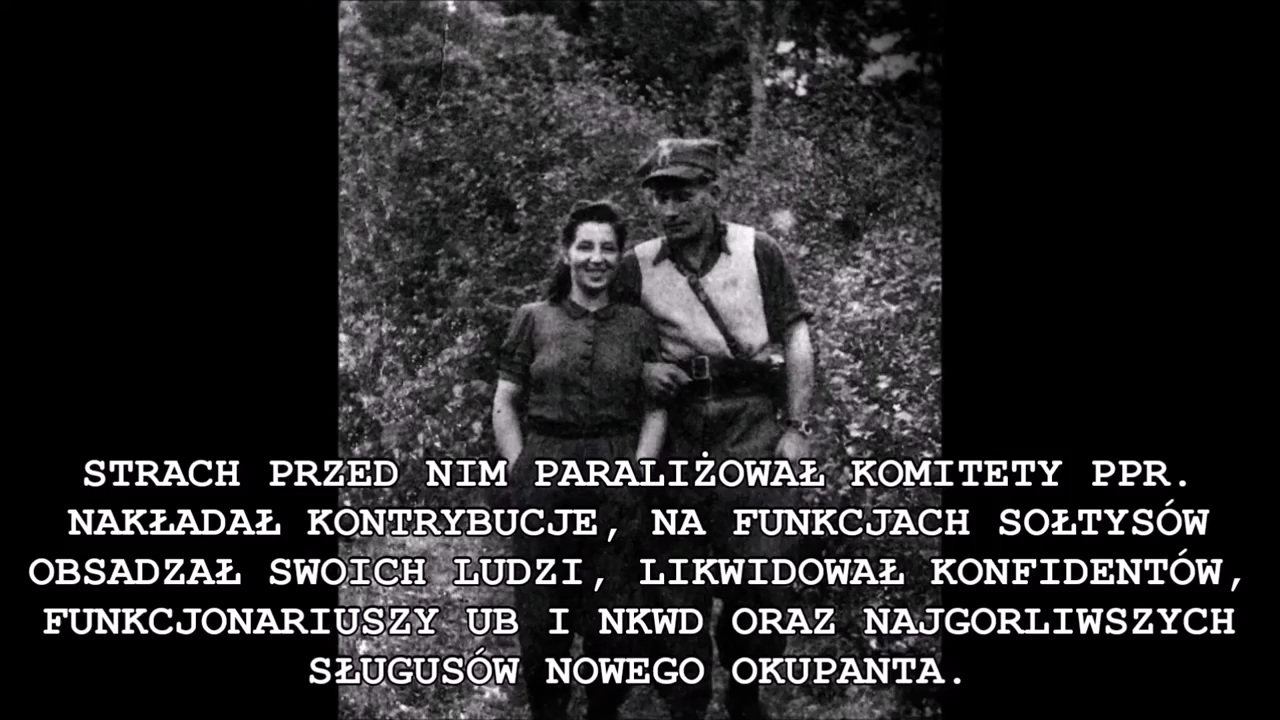 STRACH PRZED NIM PARALIŻOWAŁ KOMITETY PPR.
NAKŁADAŁ KONTRYBUCJE, NA FUNKCJACH SOŁTYSÓW
OBSADZAŁ SWOICH LUDZI, LIKWIDOWAŁ KONFIDENTÓW,
FUNKCJONARIUSZY UB I NKWD ORAZ NAJGORLIWSZYCH
SŁUGUSÓW NOWEGO OKUPANTA.